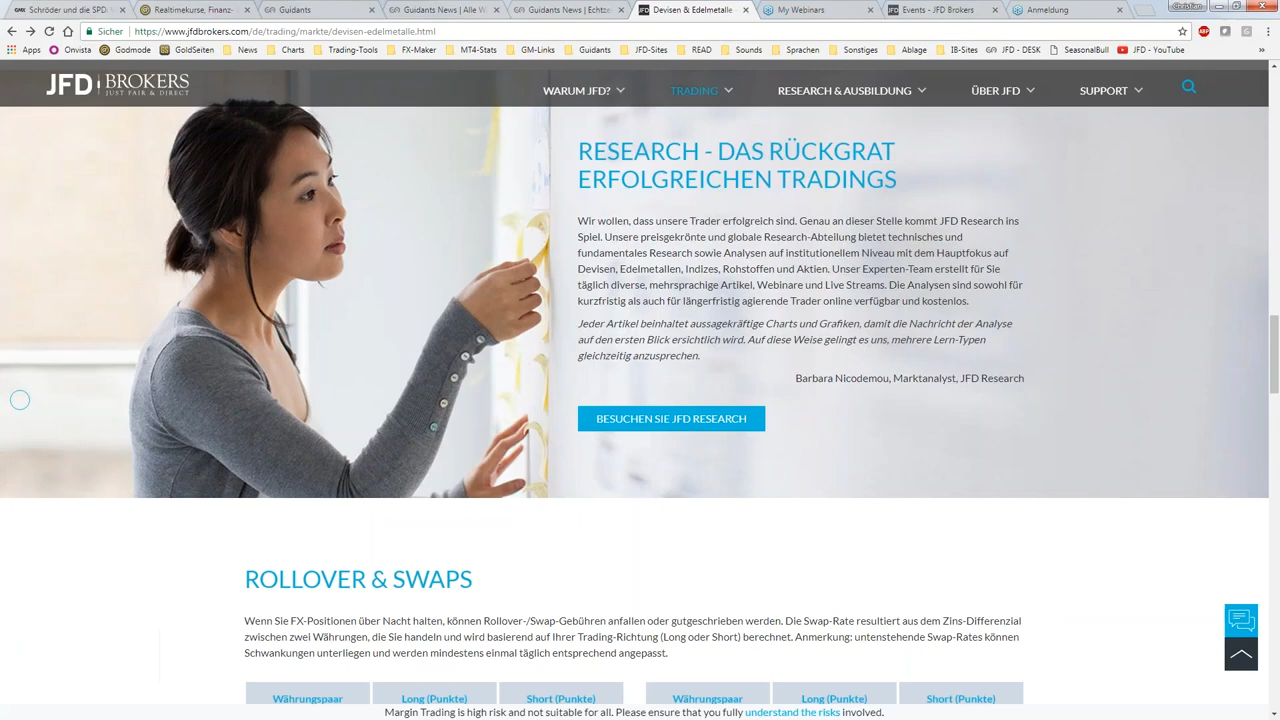 Schröder und die SPD:
Realtimekurse, Finanz-
Guidants
Guidants News | Alle W
Guidants News | Echtze
Devisen & Edelmetalle
My Webinars
Events - JFD Brokers
Anmeldung
Christian
Sicher | https://www.jfdbrokers.com/de/trading/markte/devisen-edelmetalle.html
Apps Onvista Godmode GoldSeiten News Charts Trading-Tools FX-Maker MT4-Stats GM-Links Guidants JFD-Sites READ Sounds Sprachen Sonstiges Ablage IB-Sites JFD - DESK SeasonalBull JFD - YouTube
JFD BROKERS
JUST FAIR & DIRECT
WARUM JFD? TRADING RESEARCH & AUSBILDUNG ÜBER JFD SUPPORT
RESEARCH - DAS RÜCKGRAT
ERFOLGREICHEN TRADINGS
Wir wollen, dass unsere Trader erfolgreich sind. Genau an dieser Stelle kommt JFD Research ins
Spiel. Unsere preisgekrönte und globale Research-Abteilung bietet technisches und
fundamentales Research sowie Analysen auf institutionellem Niveau mit dem Hauptfokus auf
Devisen, Edelmetallen, Indizes, Rohstoffen und Aktien. Unser Experten-Team erstellt für Sie
täglich diverse, mehrsprachige Artikel, Webinare und Live Streams. Die Analysen sind sowohl für
kurzfristig als auch für längerfristig agierende Trader online verfügbar und kostenlos.
Jeder Artikel beinhaltet aussagekräftige Charts und Grafiken, damit die Nachricht der Analyse
auf den ersten Blick ersichtlich wird. Auf diese Weise gelingt es uns, mehrere Lern-Typen
gleichzeitig anzusprechen.
Barbara Nicodemou, Marktanalyst, JFD Research
BESUCHEN SIE JFD RESEARCH
ROLLOVER & SWAPS
Wenn Sie FX-Positionen über Nacht halten, können Rollover-/Swap-Gebühren anfallen oder gutgeschrieben werden. Die Swap-Rate resultiert aus dem Zins-Differenzial
zwischen zwei Währungen, die Sie handeln und wird basierend auf Ihrer Trading-Richtung (Long oder Short) berechnet. Anmerkung: untenstehende Swap-Rates können
Schwankungen unterliegen und werden mindestens einmal täglich entsprechend angepasst.
Währungspaar Long (Punkte) Short (Punkte) Währungspaar Long (Punkte) Short (Punkte)
Margin Trading is high risk and not suitable for all. Please ensure that you fully understand the risks involved.